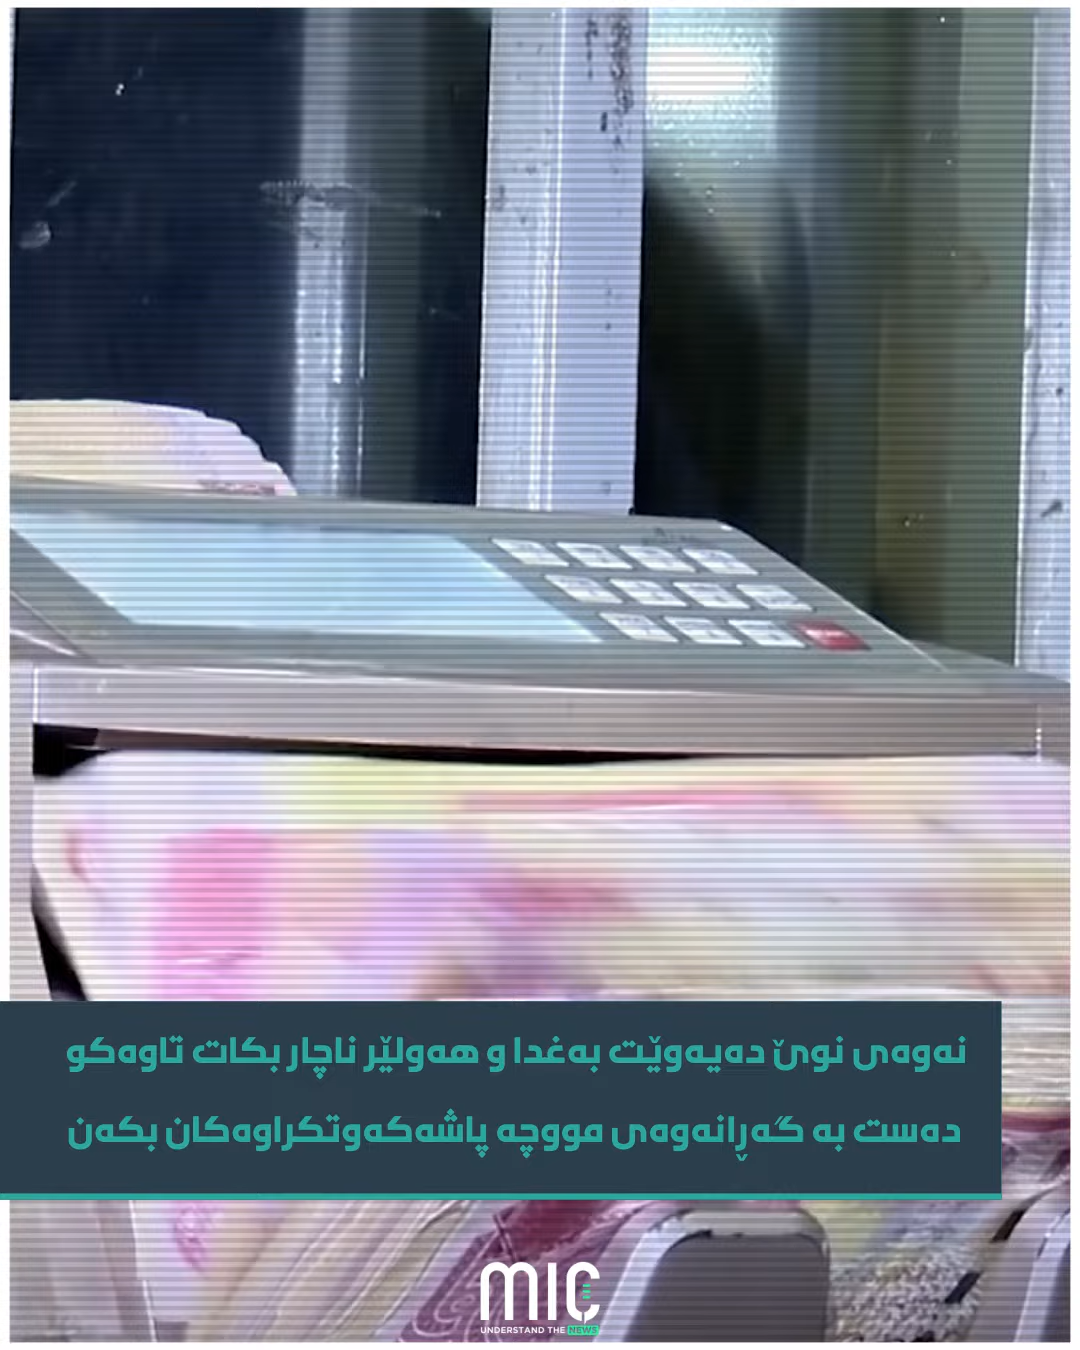 نەوەی نوێ دەیەوێت بەغدا و هەولێر ناچار بکات تاوەکو
دەست بە گەڕانەوەی مووچە پاشەکەوتکراوەکان بکەن
MIC
UNDERSTAND THE NEWS